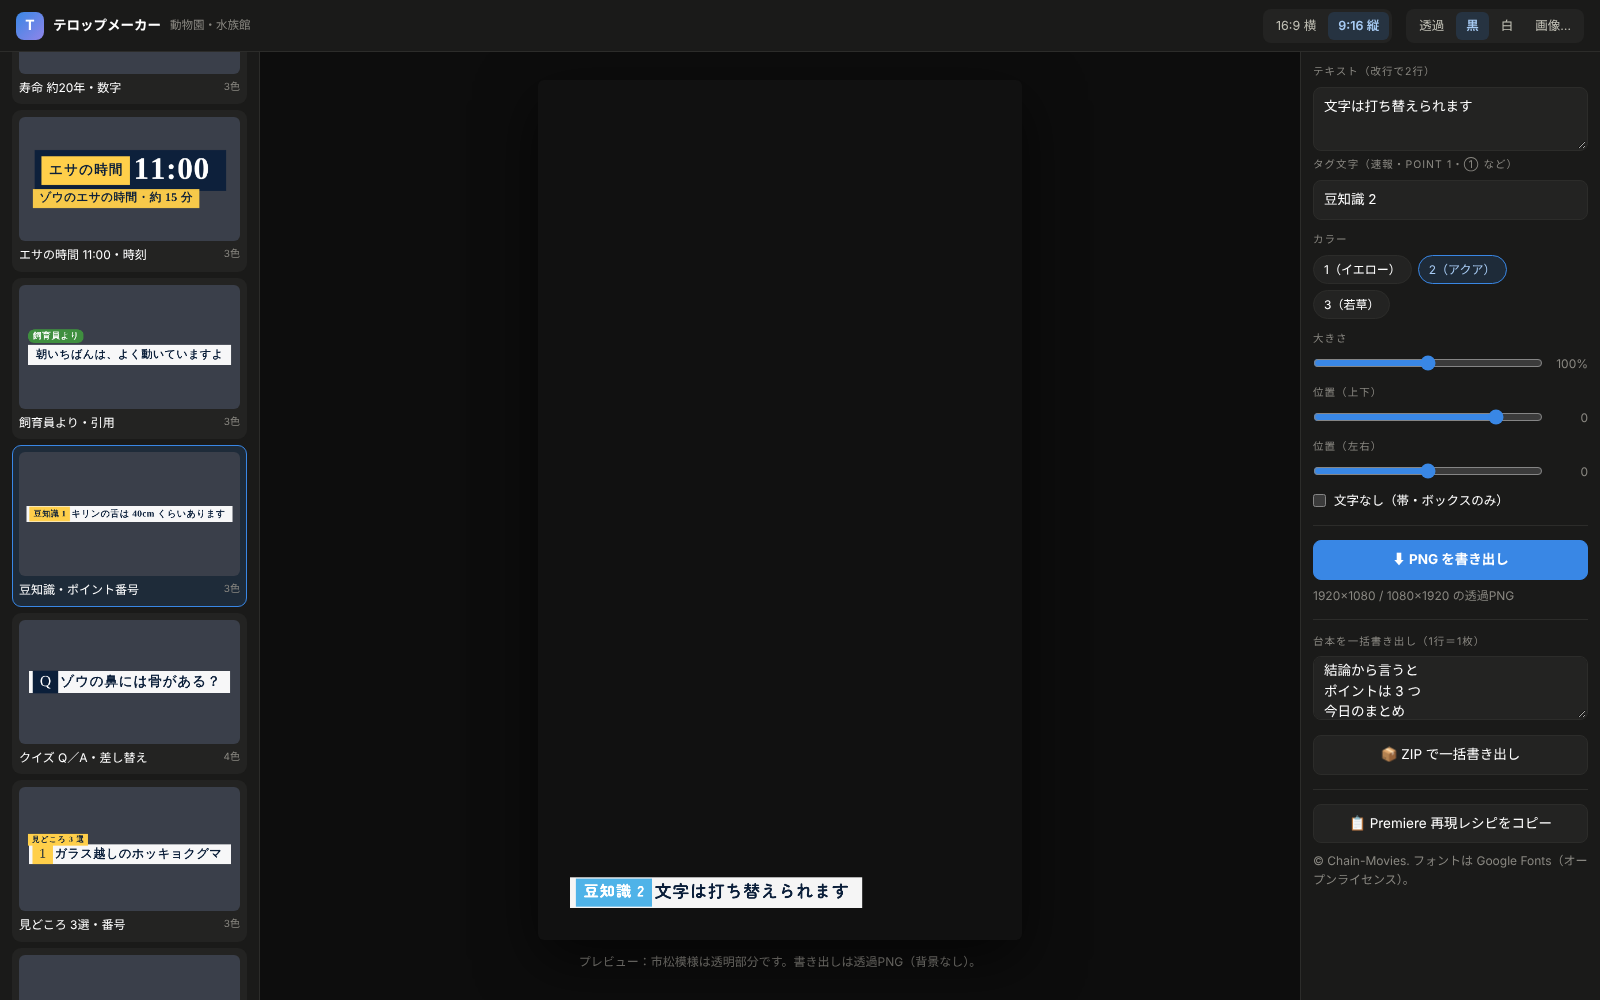 T テロップメーカー 動物園・水族館
16:9 横 9:16 縦 透過 黒 白 画像...
寿命 約20年・数字 3色
エサの時間 11:00
ゾウのエサの時間・約 15 分
エサの時間 11:00・時刻 3色
飼育員より
朝いちばんは、よく動いていますよ
飼育員より・引用 3色
豆知識 1 キリンの舌は 40cm くらいあります
豆知識・ポイント番号 3色
Q ゾウの鼻には骨がある？
クイズ Q／A・差し替え 4色
見どころ 3 選
1 ガラス越しのホッキョクグマ
見どころ 3選・番号 3色
豆知識 2 文字は打ち替えられます
プレビュー：市松模様は透明部分です。書き出しは透過PNG（背景なし）。
テキスト（改行で2行）
文字は打ち替えられます
タグ文字（速報・POINT 1・① など）
豆知識 2
カラー
1（イエロー） 2（アクア）
3（若草）
大きさ
100%
位置（上下）
0
位置（左右）
0
文字なし（帯・ボックスのみ）
⬇ PNG を書き出し
1920×1080 / 1080×1920 の透過PNG
台本を一括書き出し（1行＝1枚）
結論から言うと
ポイントは 3 つ
今日のまとめ
📦 ZIP で一括書き出し
📋 Premiere 再現レシピをコピー
© Chain-Movies. フォントは Google Fonts（オー
プンライセンス）。